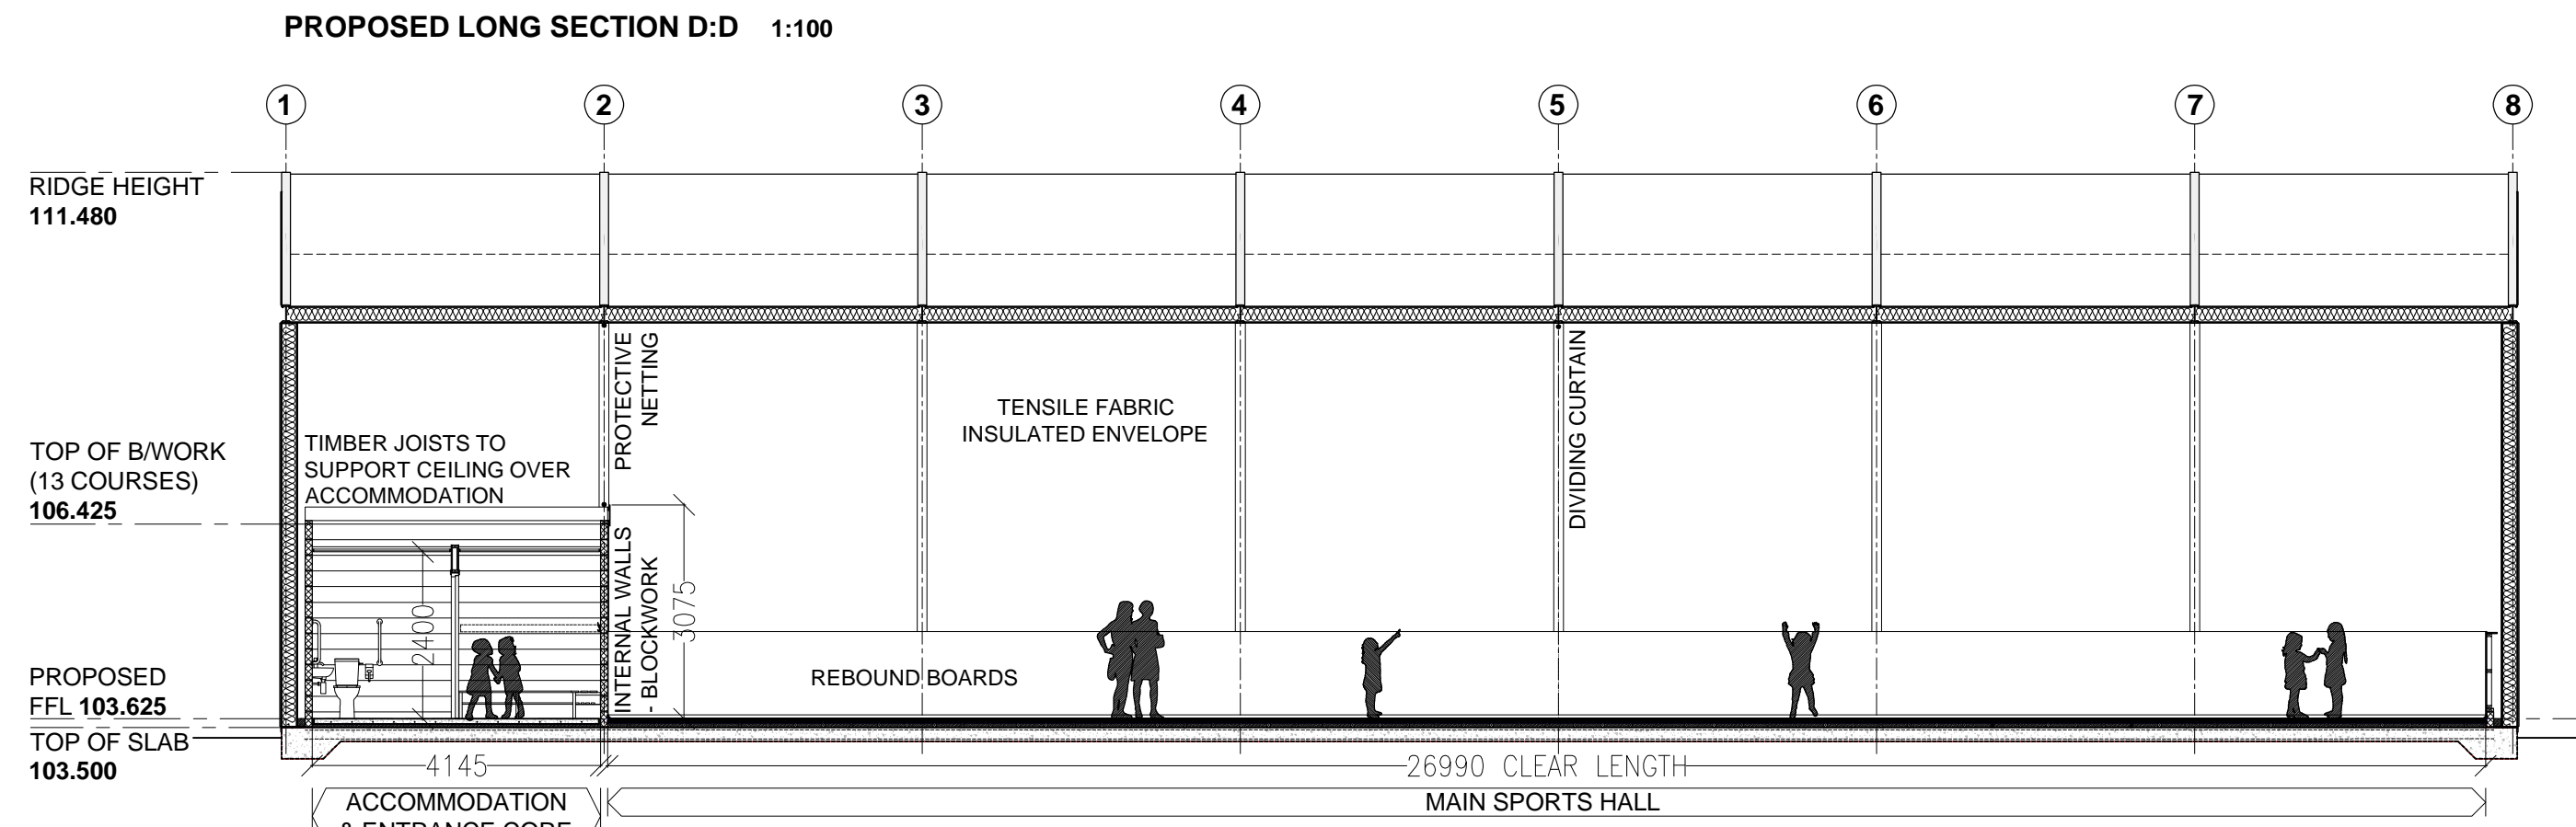 PROPOSED LONG SECTION D:D 1:100
1 2 3 4 5 6 7 8
RIDGE HEIGHT
111.480
PROTECTIVE
NETTING
DIVIDING CURTAIN
TENSILE FABRIC
INSULATED ENVELOPE
TIMBER JOISTS TO
SUPPORT CEILING OVER
ACCOMMODATION
TOP OF B/WORK
(13 COURSES)
106.425
INTERNAL WALLS
- BLOCKWORK
3075
2400
REBOUND BOARDS
PROPOSED
FFL 103.625
TOP OF SLAB
103.500
4145
26990 CLEAR LENGTH
ACCOMMODATION
& ENTRANCE CORE
MAIN SPORTS HALL